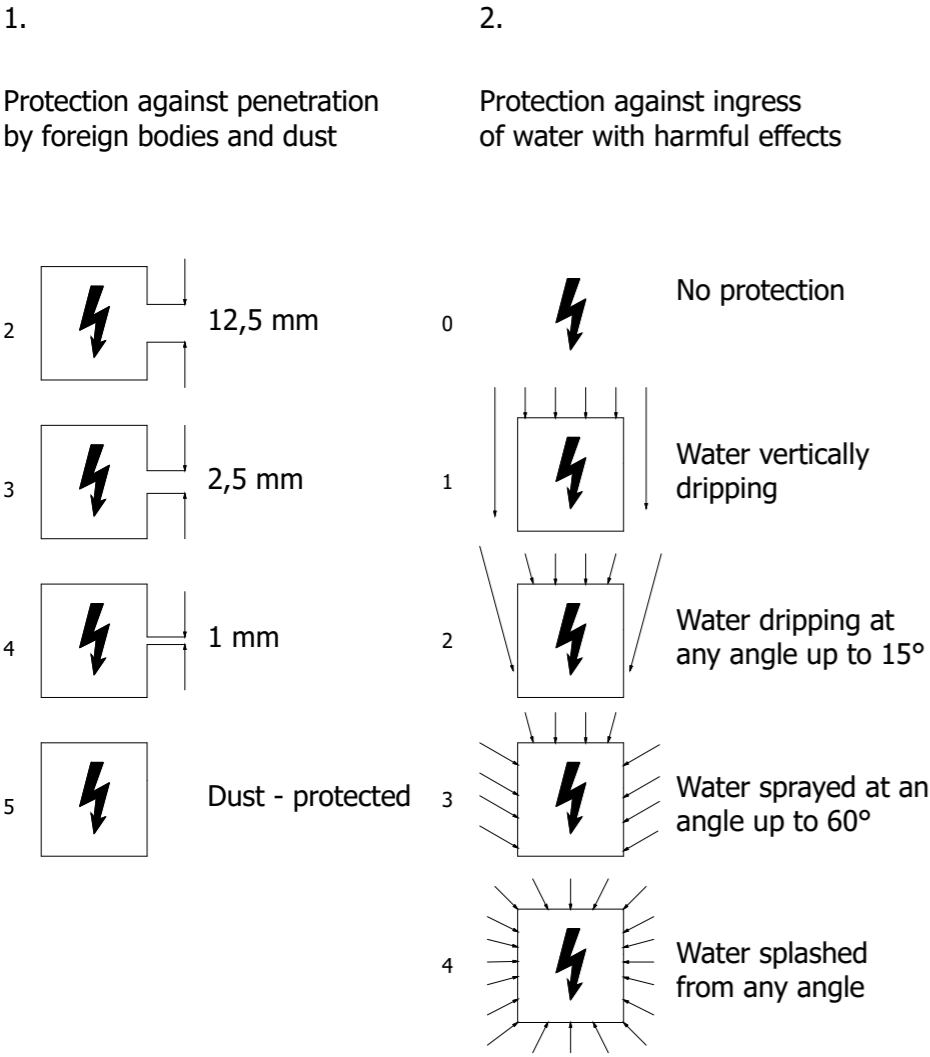 1.
Protection against penetration
by foreign bodies and dust
2
12,5 mm
3
2,5 mm
4
1 mm
5
Dust - protected
2.
Protection against ingress
of water with harmful effects
0
No protection
1
Water vertically
dripping
2
Water dripping at
any angle up to 15°
3
Water sprayed at an
angle up to 60°
4
Water splashed
from any angle